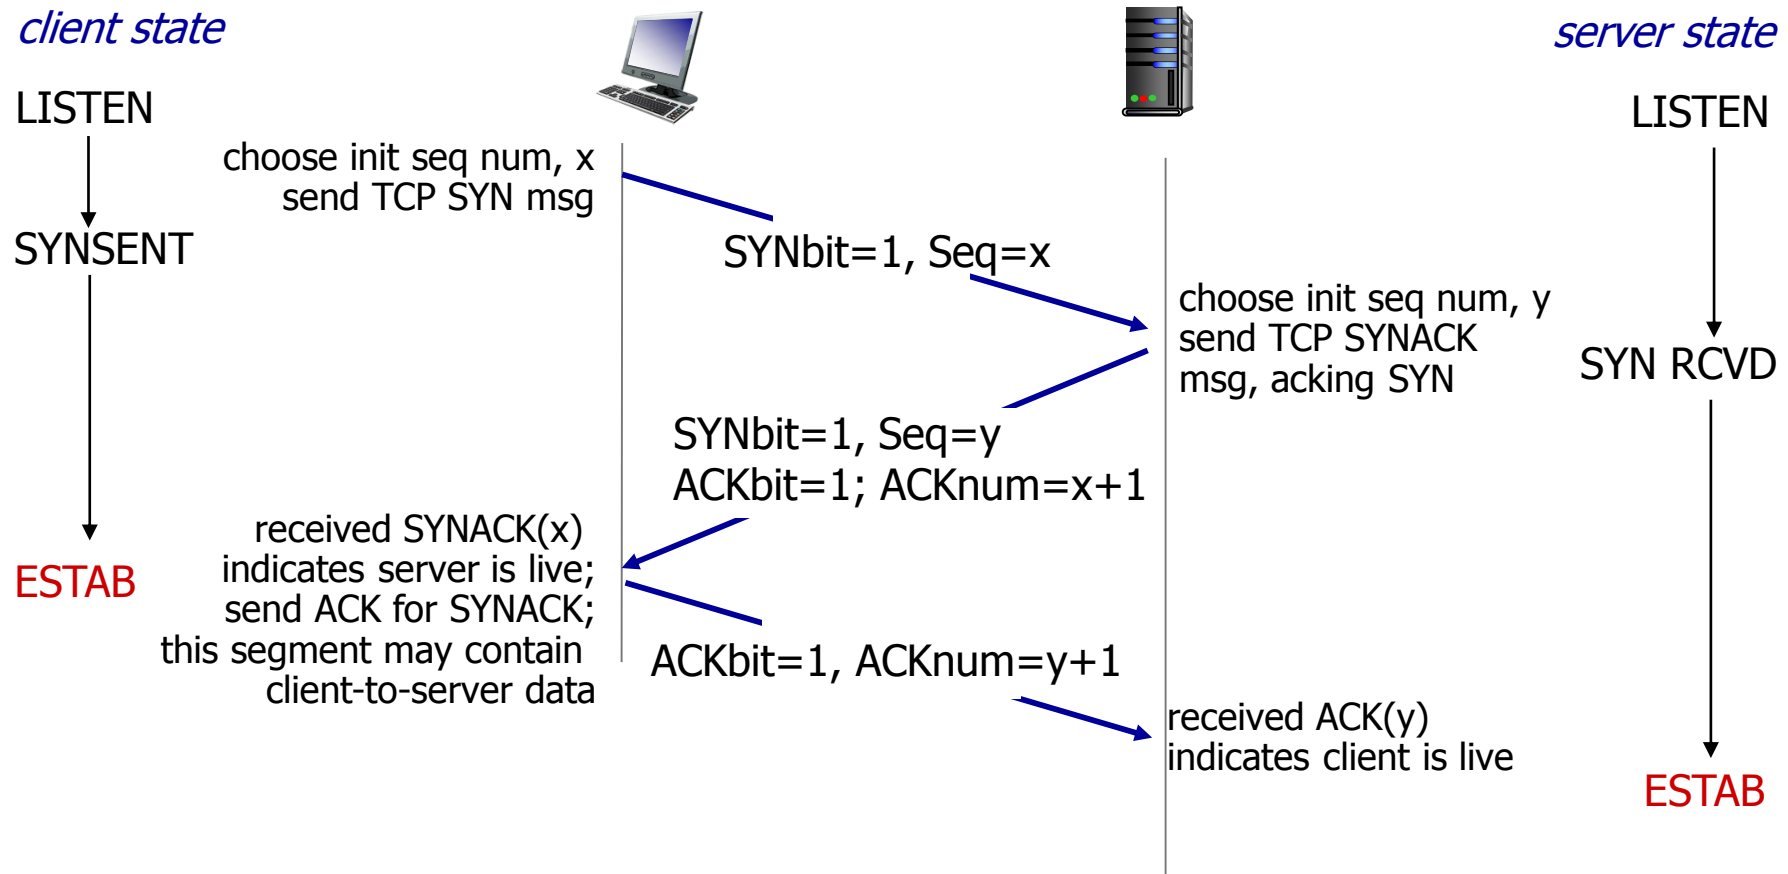 client state
server state
LISTEN
LISTEN
choose init seq num, x
send TCP SYN msg
SYNSENT
SYNbit=1, Seq=x
choose init seq num, y
send TCP SYNACK
msg, acking SYN
SYN RCVD
SYNbit=1, Seq=y
ACKbit=1; ACKnum=x+1
received SYNACK(x)
indicates server is live;
send ACK for SYNACK;
this segment may contain
client-to-server data
ESTAB
ACKbit=1, ACKnum=y+1
received ACK(y)
indicates client is live
ESTAB